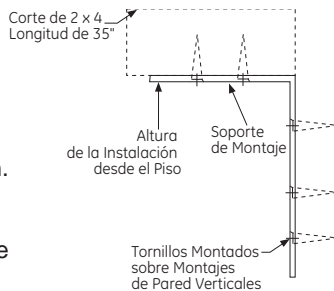 Corte de 2 x 4
Longitud de 35"
Altura
de la Instalación
desde el Piso
Soporte
de Montaje
Tornillos Montados
sobre Montajes
de Pared Verticales